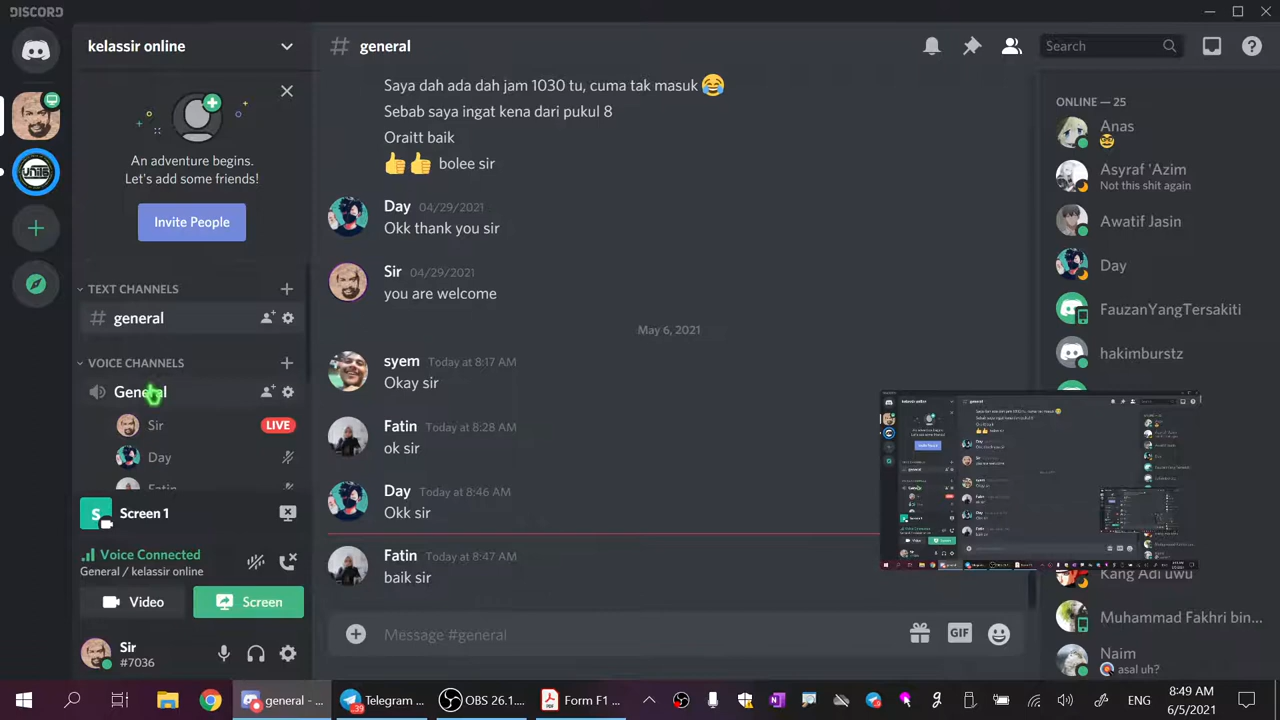 DISCORD
kelassir online
general
Search
An adventure begins.
Let's add some friends!
Invite People
TEXT CHANNELS
general
VOICE CHANNELS
General
Sir
LIVE
Day
Fatin
Screen 1
Voice Connected
General / kelassir online
Video
Screen
Sir
#7036
Saya dah ada dah jam 1030 tu, cuma tak masuk 😂
Sebab saya ingat kena dari pukul 8
Oraitt baik
👍👍 bolee sir
Day 04/29/2021
Okk thank you sir
Sir 04/29/2021
you are welcome
May 6, 2021
syem Today at 8:17 AM
Okay sir
Fatin Today at 8:28 AM
ok sir
Day Today at 8:46 AM
Okk sir
Fatin Today at 8:47 AM
baik sir
Message #general
GIF
ONLINE — 25
Anas
Asyraf 'Azim
Not this shit again
Awatif Jasin
Day
FauzanYangTersakiti
hakimburstz
Kang Adi uwu
Muhammad Fakhri bin...
Naim
asal uh?
general - ...
Telegram ...
39
OBS 26.1....
Form F1 ...
ENG
8:49 AM
6/5/2021